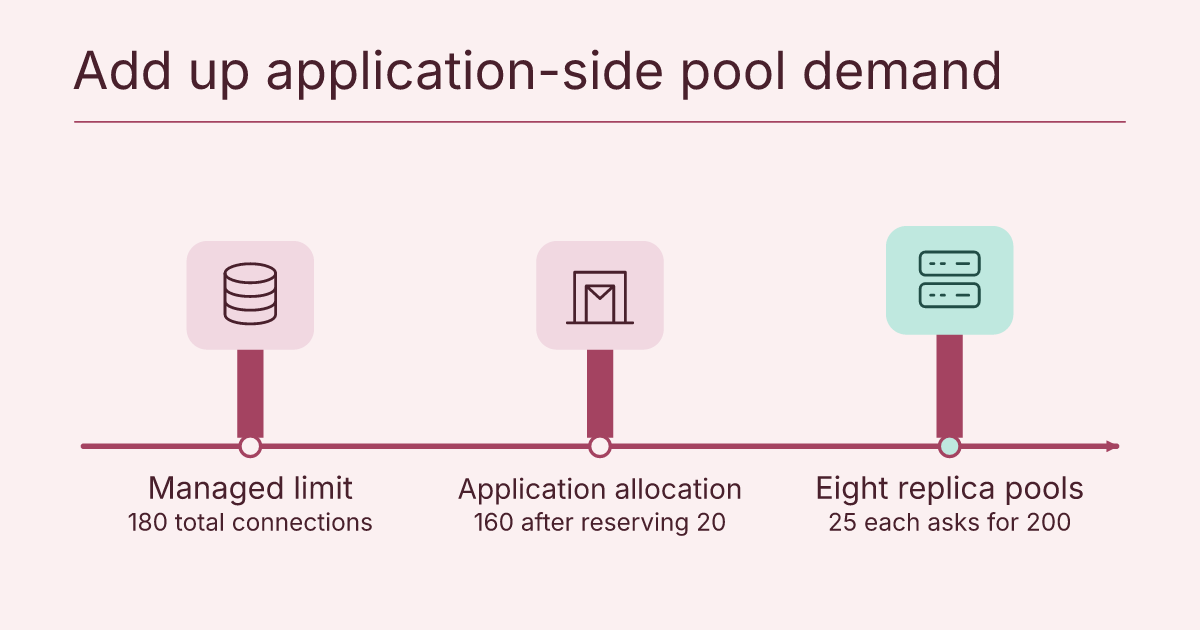 Add up application-side pool demand
Managed limit
180 total connections
Application allocation
160 after reserving 20
Eight replica pools
25 each asks for 200